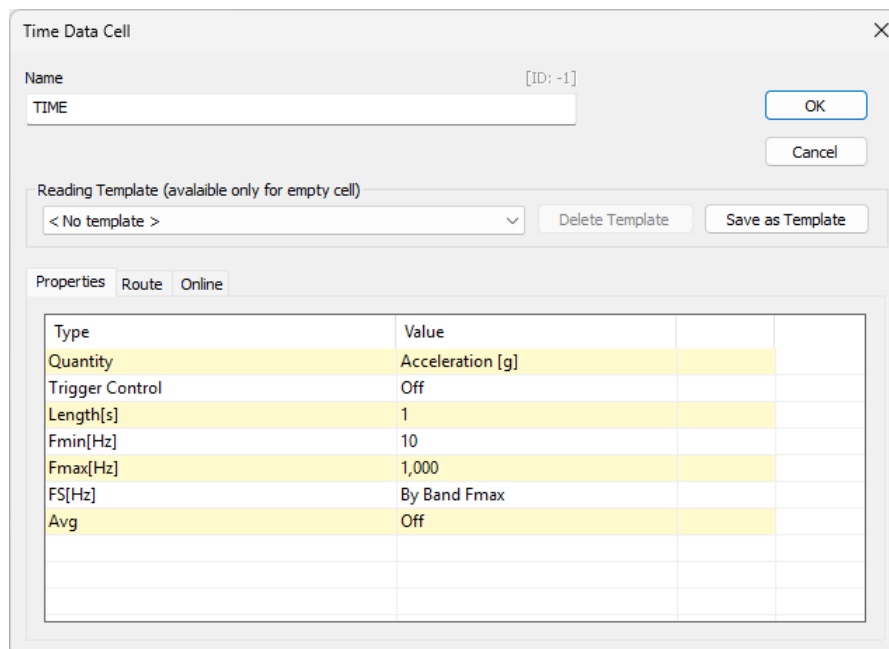 Time Data Cell
Name [ID: -1]
TIME
OK
Cancel
Reading Template (avalaible only for empty cell)
< No template >
Delete Template
Save as Template
Properties Route Online
Type Value
Quantity Acceleration [g]
Trigger Control Off
Length[s] 1
Fmin[Hz] 10
Fmax[Hz] 1,000
FS[Hz] By Band Fmax
Avg Off